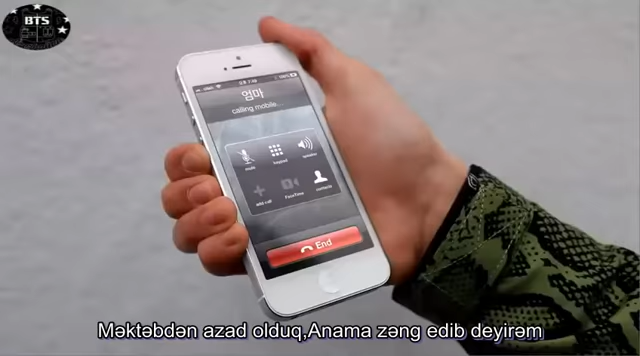 BTS
엄마
calling mobile...
mute
keypad
speaker
add call
FaceTime
contacts
End
Məktəbdən azad olduq,Anama zəng edib deyirəm